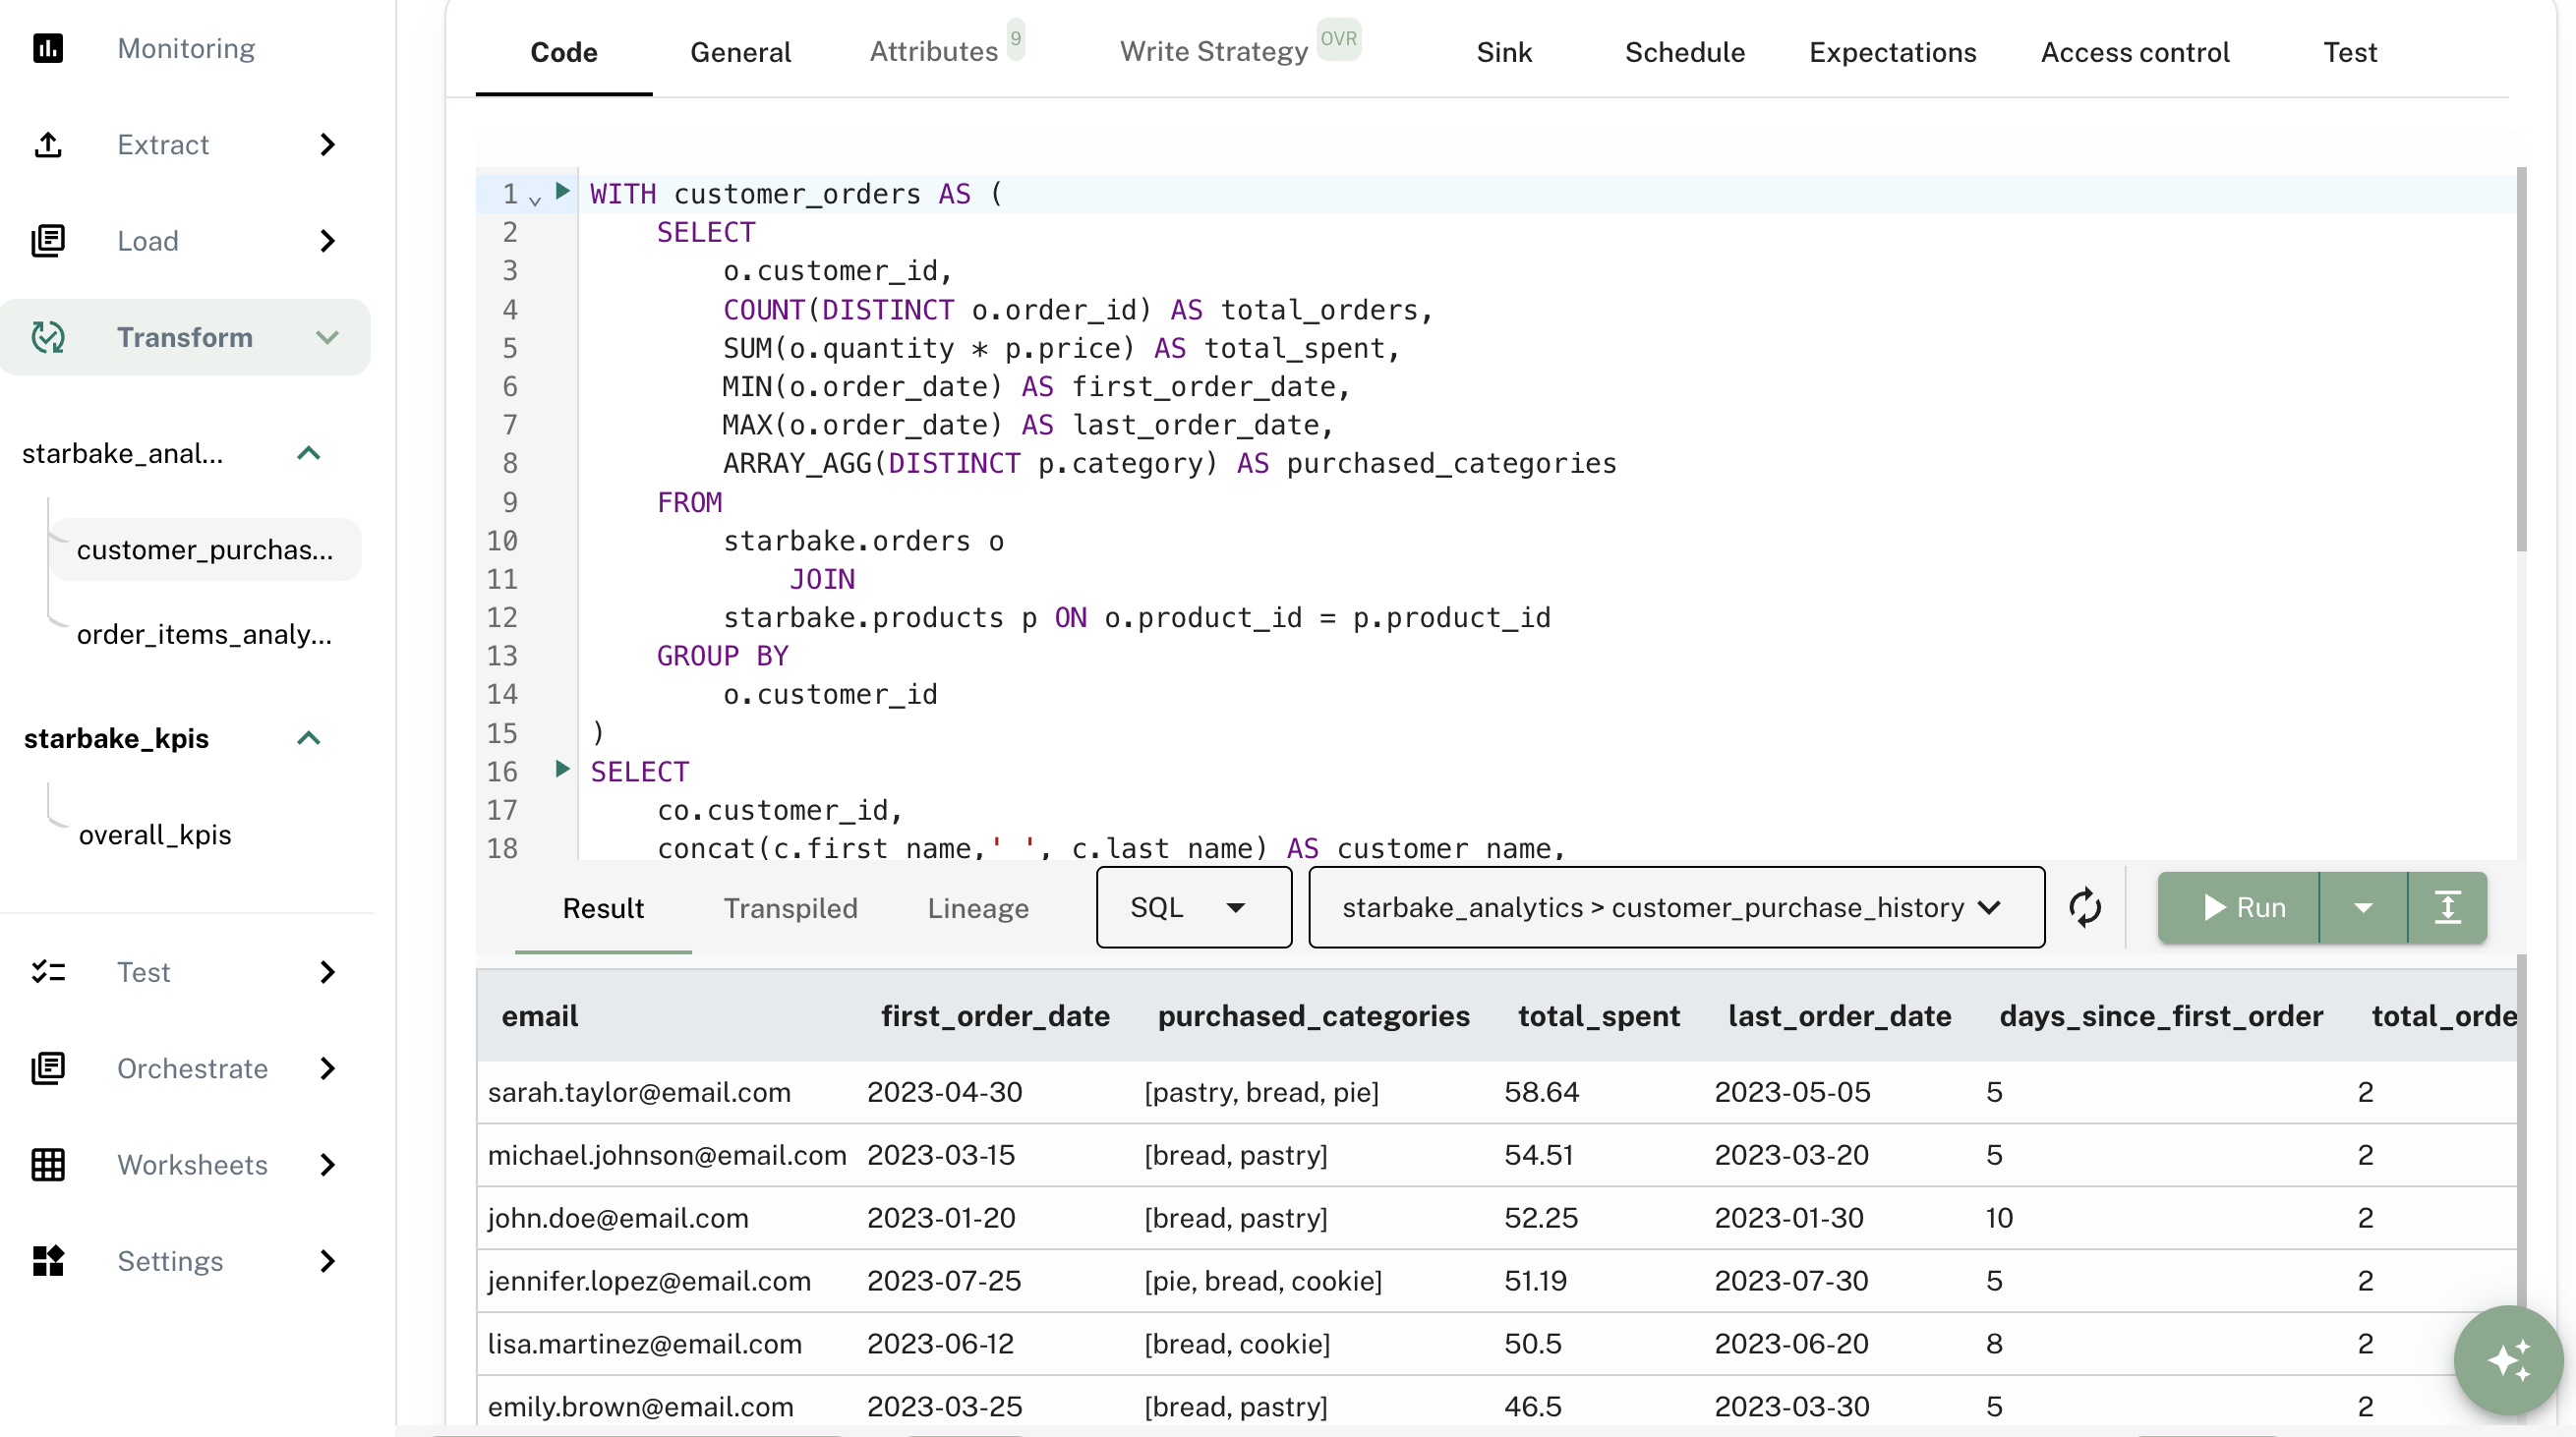 Monitoring
Extract
Load
Transform
starbake_anal...
customer_purchas...
order_items_analy...
starbake_kpis
overall_kpis
Test
Orchestrate
Worksheets
Settings
Code General Attributes 9 Write Strategy OVR Sink Schedule Expectations Access control Test
1 WITH customer_orders AS (
2 SELECT
3 o.customer_id,
4 COUNT(DISTINCT o.order_id) AS total_orders,
5 SUM(o.quantity * p.price) AS total_spent,
6 MIN(o.order_date) AS first_order_date,
7 MAX(o.order_date) AS last_order_date,
8 ARRAY_AGG(DISTINCT p.category) AS purchased_categories
9 FROM
10 starbake.orders o
11 JOIN
12 starbake.products p ON o.product_id = p.product_id
13 GROUP BY
14 o.customer_id
15 )
16 SELECT
17 co.customer_id,
18 concat(c.first_name,' ', c.last_name) AS customer_name,
Result Transpiled Lineage SQL starbake_analytics > customer_purchase_history Run
email first_order_date purchased_categories total_spent last_order_date days_since_first_order total_orde
sarah.taylor@email.com 2023-04-30 [pastry, bread, pie] 58.64 2023-05-05 5 2
michael.johnson@email.com 2023-03-15 [bread, pastry] 54.51 2023-03-20 5 2
john.doe@email.com 2023-01-20 [bread, pastry] 52.25 2023-01-30 10 2
jennifer.lopez@email.com 2023-07-25 [pie, bread, cookie] 51.19 2023-07-30 5 2
lisa.martinez@email.com 2023-06-12 [bread, cookie] 50.5 2023-06-20 8 2
emily.brown@email.com 2023-03-25 [bread, pastry] 46.5 2023-03-30 5 2